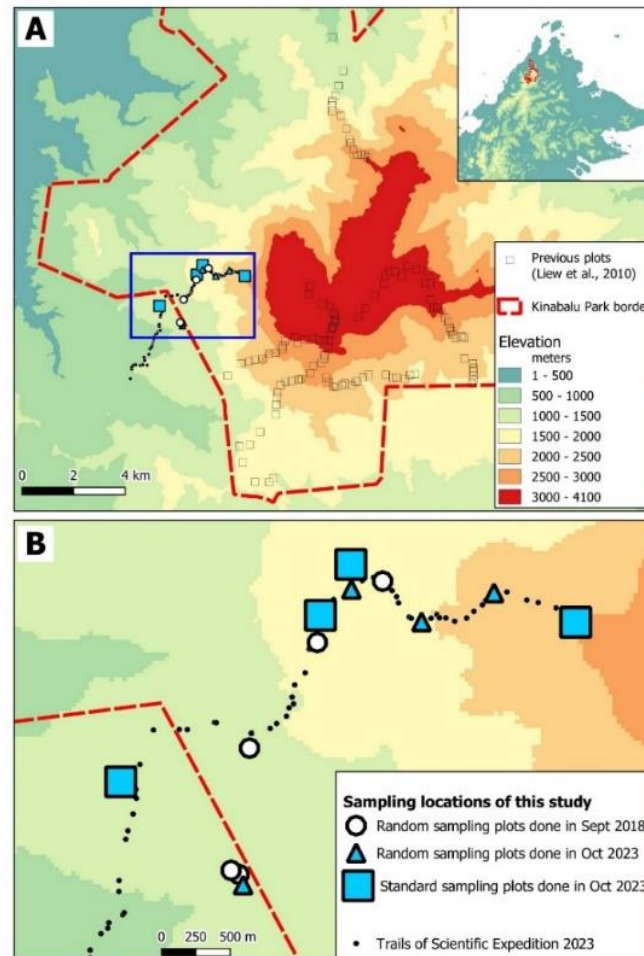 A
Previous plots
(Liew et al., 2010)
Kinabalu Park borde
Elevation
meters
1 - 500
500 - 1000
1000 - 1500
1500 - 2000
2000 - 2500
2500 - 3000
3000 - 4100
0 2 4 km
B
Sampling locations of this study
Random sampling plots done in Sept 2018
Random sampling plots done in Oct 2023
Standard sampling plots done in Oct 2023
Trails of Scientific Expedition 2023
0 250 500 m